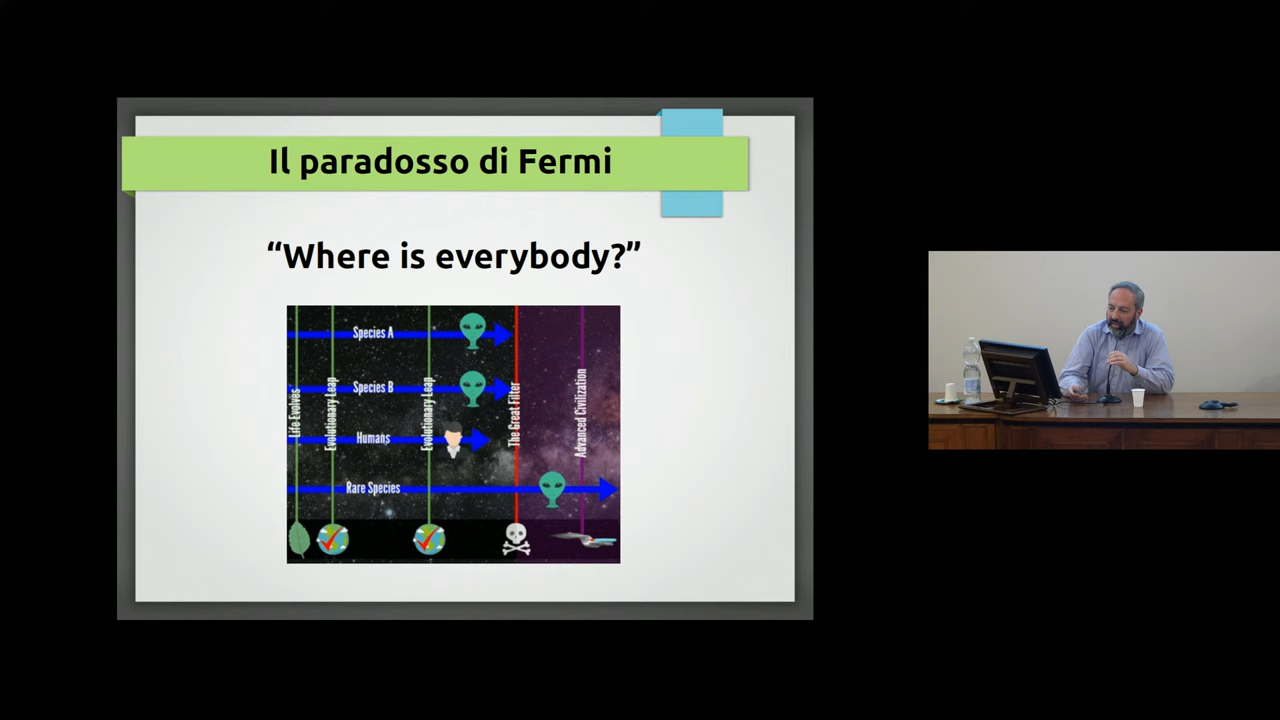 Il paradosso di Fermi
“Where is everybody?”
Species A
Species B
Humans
Rare Species
Life Evolves
Evolutionary Leap
Evolutionary Leap
The Great Filter
Advanced Civilization